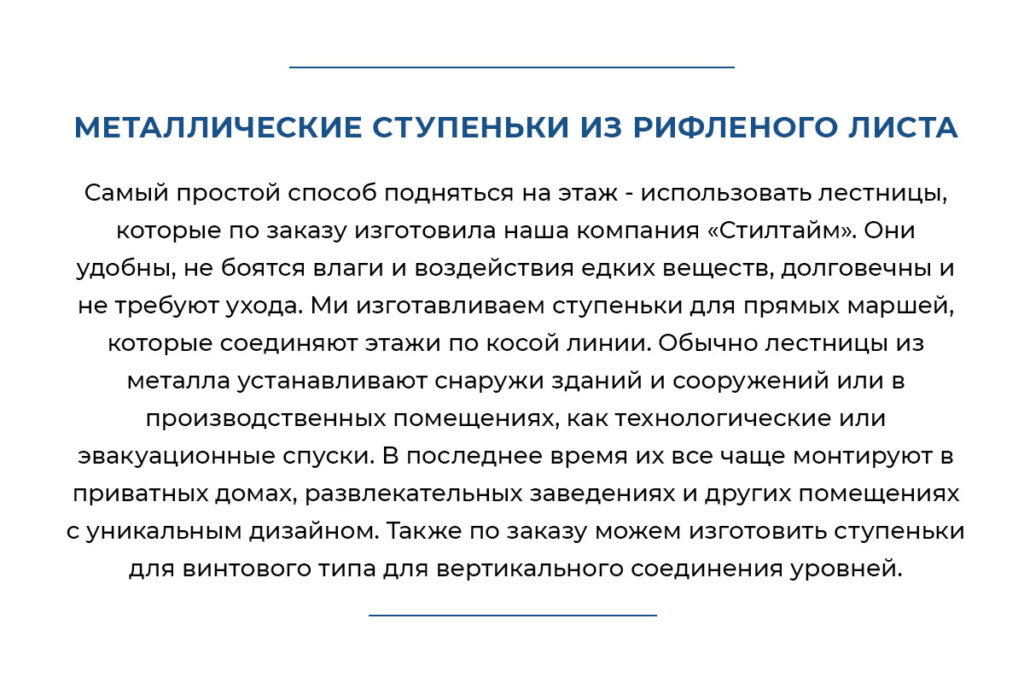 МЕТАЛЛИЧЕСКИЕ СТУПЕНЬКИ ИЗ РИФЛЕНОГО ЛИСТА
Самый простой способ подняться на этаж - использовать лестницы,
которые по заказу изготовила наша компания «Стилтайм». Они
удобны, не боятся влаги и воздействия едких веществ, долговечны и
не требуют ухода. Ми изготавливаем ступеньки для прямых маршей,
которые соединяют этажи по косой линии. Обычно лестницы из
металла устанавливают снаружи зданий и сооружений или в
производственных помещениях, как технологические или
эвакуационные спуски. В последнее время их все чаще монтируют в
приватных домах, развлекательных заведениях и других помещениях
с уникальным дизайном. Также по заказу можем изготовить ступеньки
для винтового типа для вертикального соединения уровней.